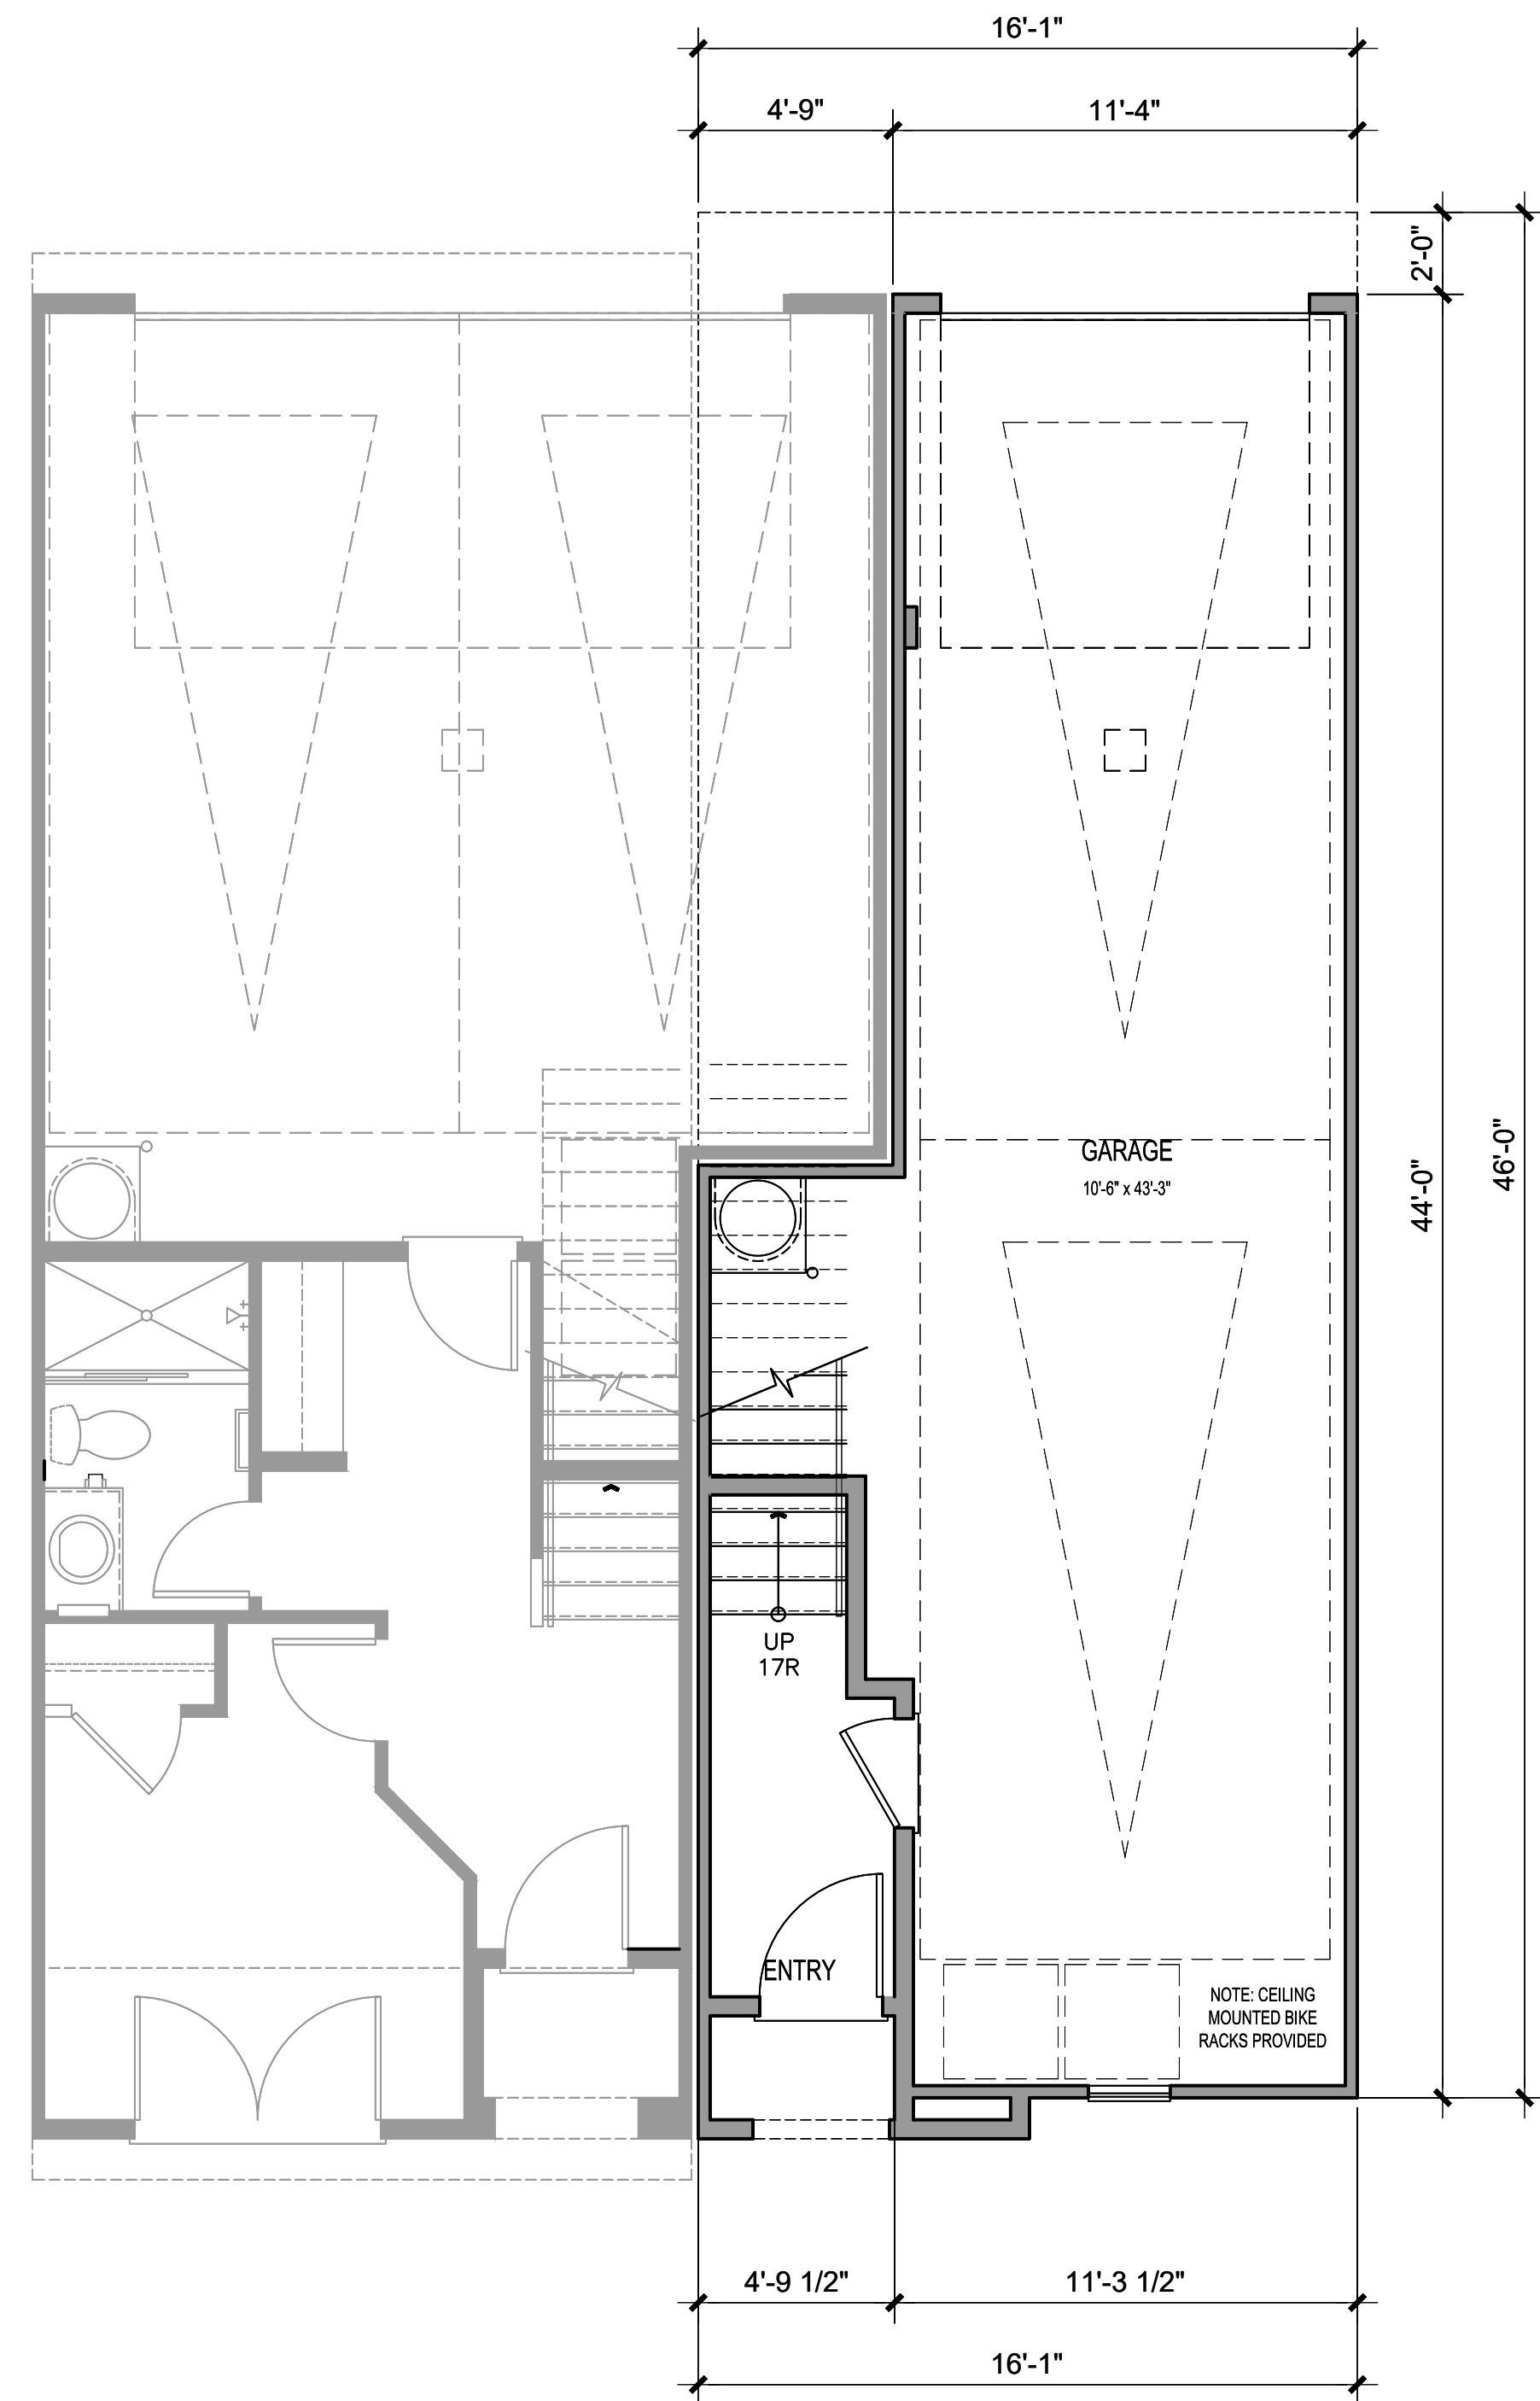 16'-1"
4'-9"
11'-4"
2'-0"
GARAGE
10'-6" x 43'-3"
44'-0"
46'-0"
UP
17R
ENTRY
NOTE: CEILING
MOUNTED BIKE
RACKS PROVIDED
4'-9 1/2"
11'-3 1/2"
16'-1"